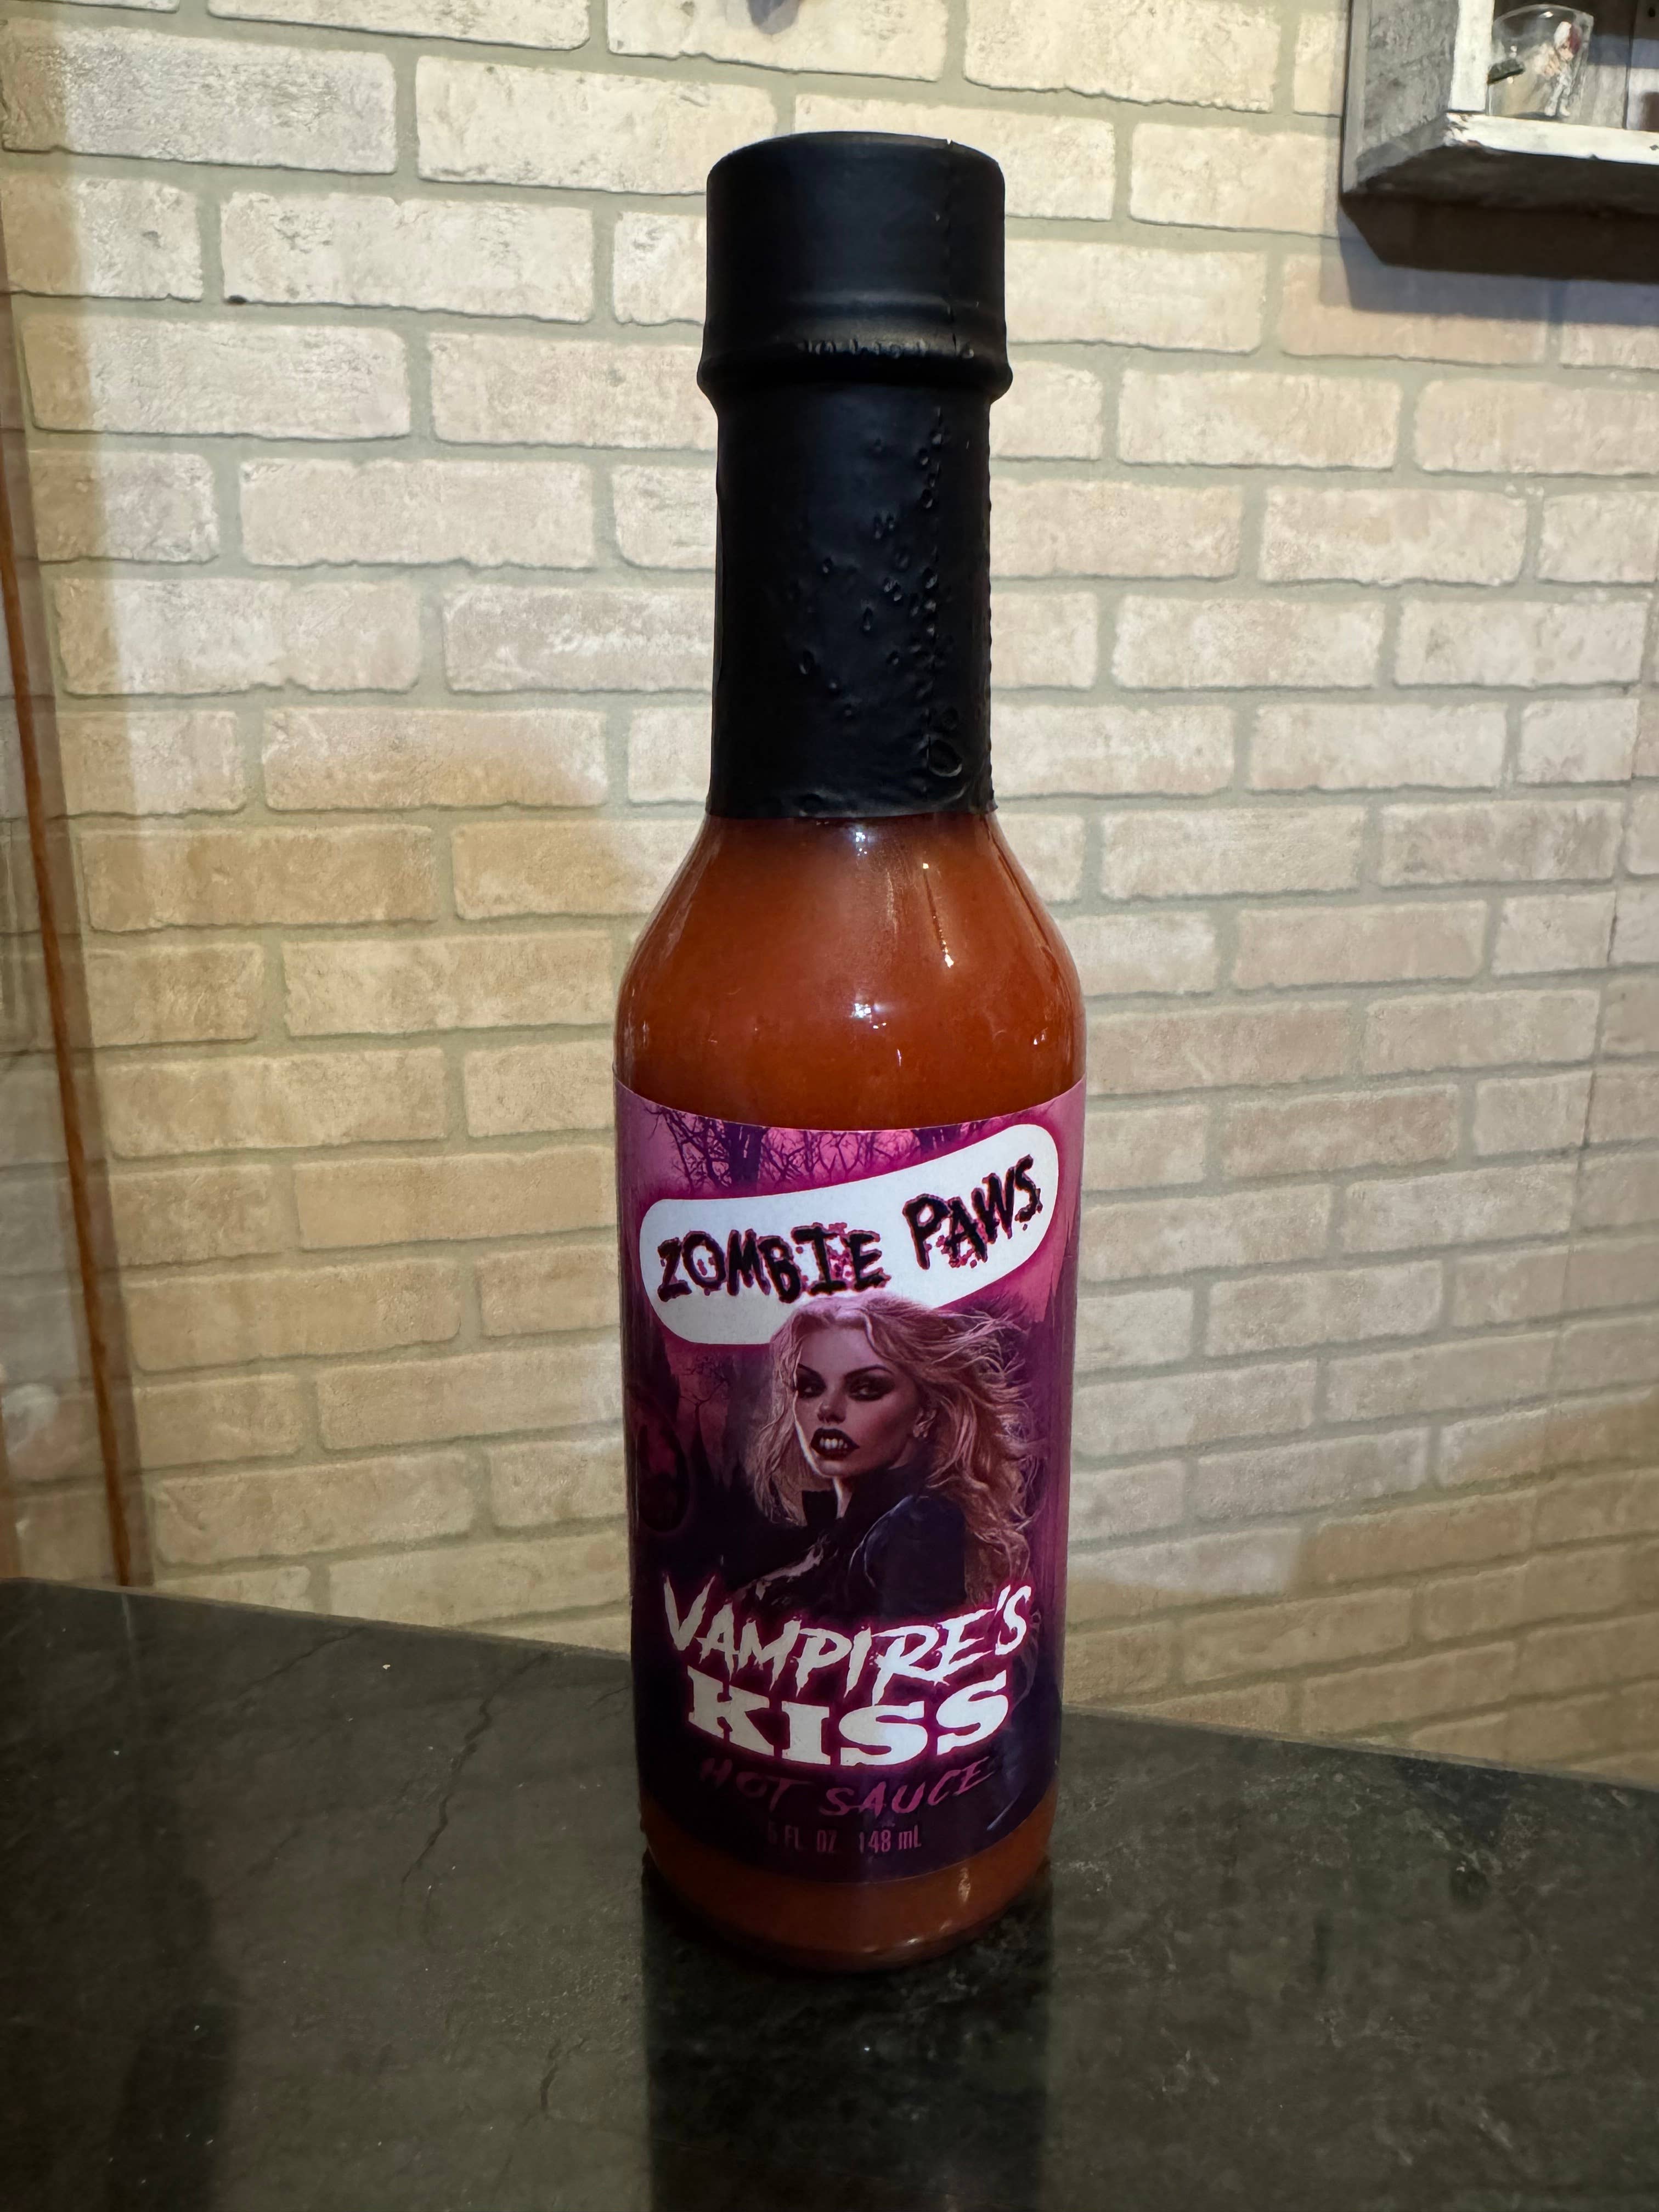 ZOMBIE PAWS
VAMPIRE'S
KISS
HOT SAUCE
5 FL OZ 148 mL